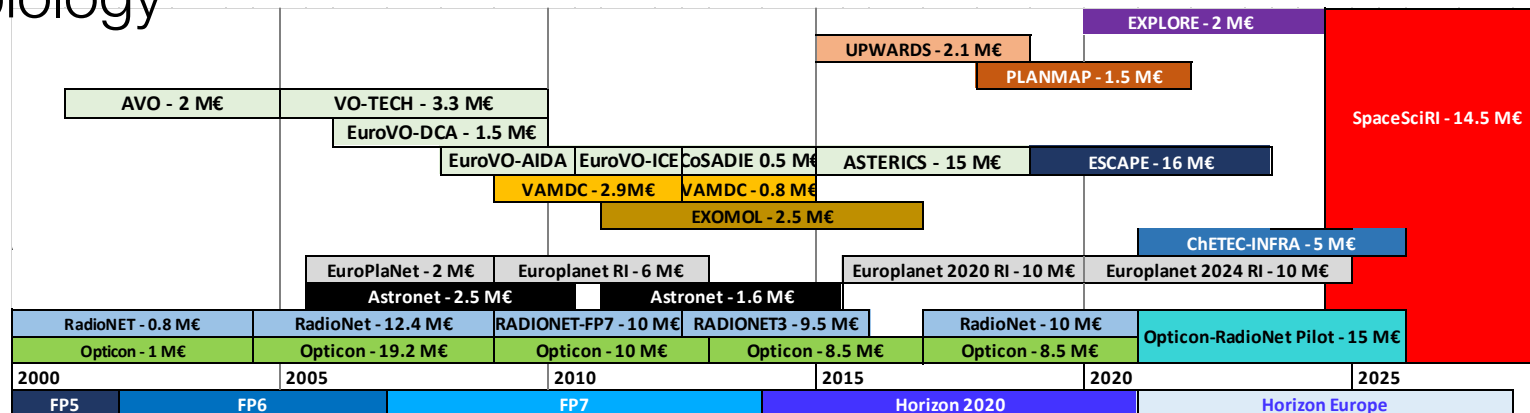 EXPLORE - 2 M€
UPWARDS - 2.1 M€
PLANMAP - 1.5 M€
AVO - 2 M€ VO-TECH - 3.3 M€
SpaceSciRI - 14.5 M€
EuroVO-DCA - 1.5 M€
EuroVO-AIDA EuroVO-ICE CoSADIE 0.5 M€ ASTERICS - 15 M€ ESCAPE - 16 M€
VAMDC - 2.9M€ VAMDC - 0.8 M€
EXOMOL - 2.5 M€
ChETEC-INFRA - 5 M€
EuroPlaNet - 2 M€ Europlanet RI - 6 M€ Europlanet 2020 RI - 10 M€ Europlanet 2024 RI - 10 M€
Astronet - 2.5 M€ Astronet - 1.6 M€
RadioNET - 0.8 M€ RadioNet - 12.4 M€ RADIONET-FP7 - 10 M€ RADIONET3 - 9.5 M€ RadioNet - 10 M€
Opticon-RadioNet Pilot - 15 M€
Opticon - 1 M€ Opticon - 19.2 M€ Opticon - 10 M€ Opticon - 8.5 M€ Opticon - 8.5 M€
2000 2005 2010 2015 2020 2025
FP5 FP6 FP7 Horizon 2020 Horizon Europe